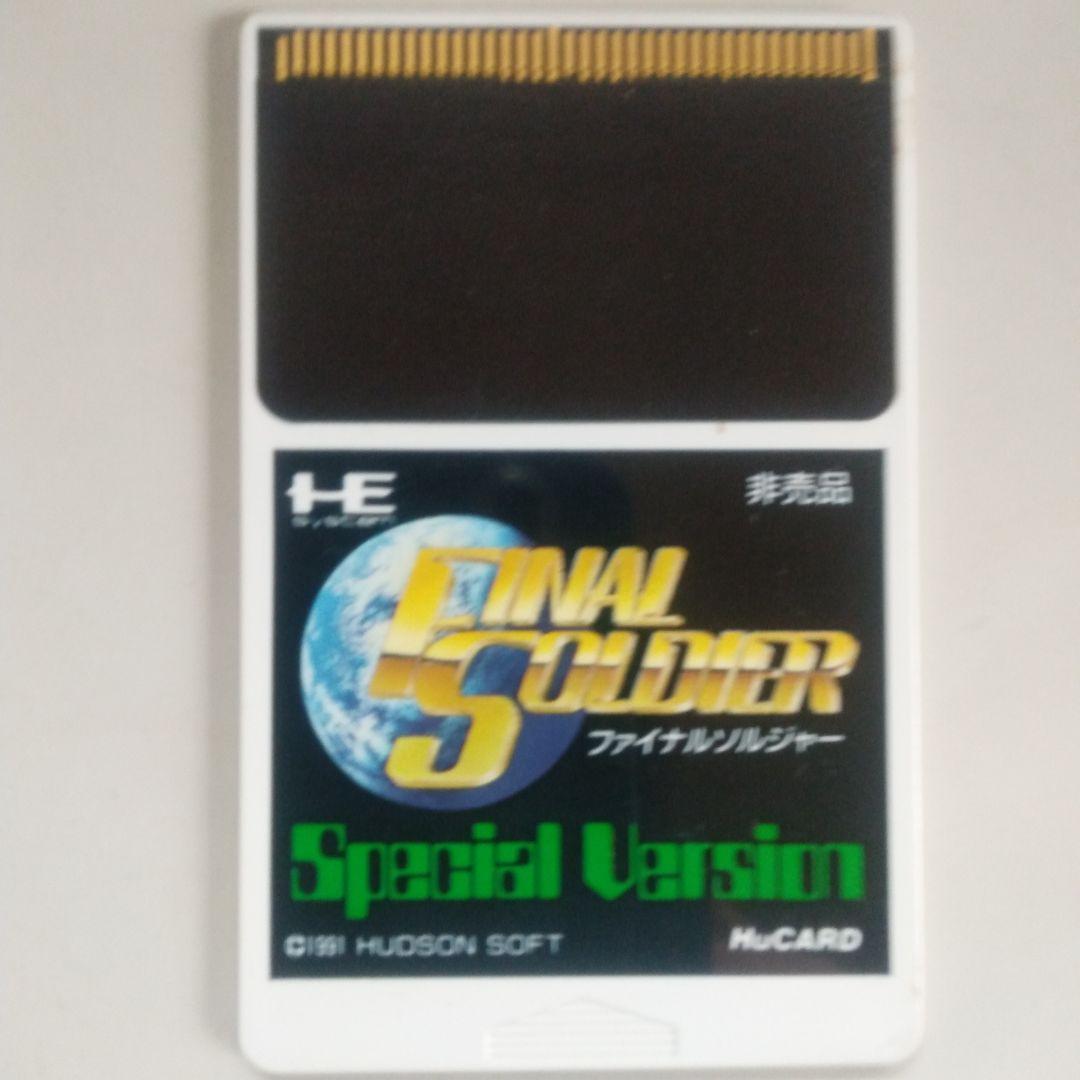 HE
SYSTEM
非売品
FINAL
SOLDIER
ファイナルソルジャー
Special Version
©1991 HUDSON SOFT
HuCARD